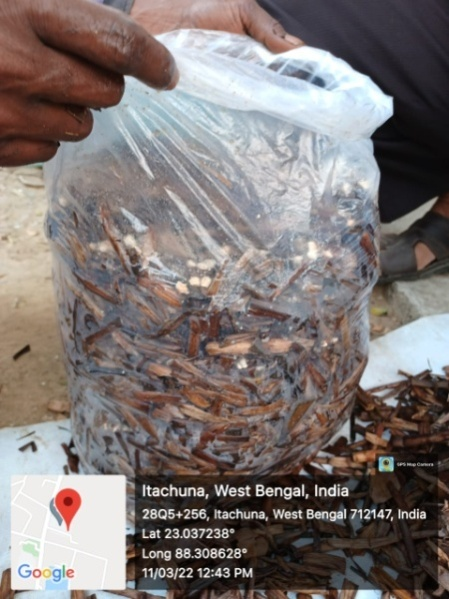 GPS Map Camera
Itachuna, West Bengal, India
28Q5+256, Itachuna, West Bengal 712147, India
Lat 23.037238°
Long 88.308628°
11/03/22 12:43 PM
Google